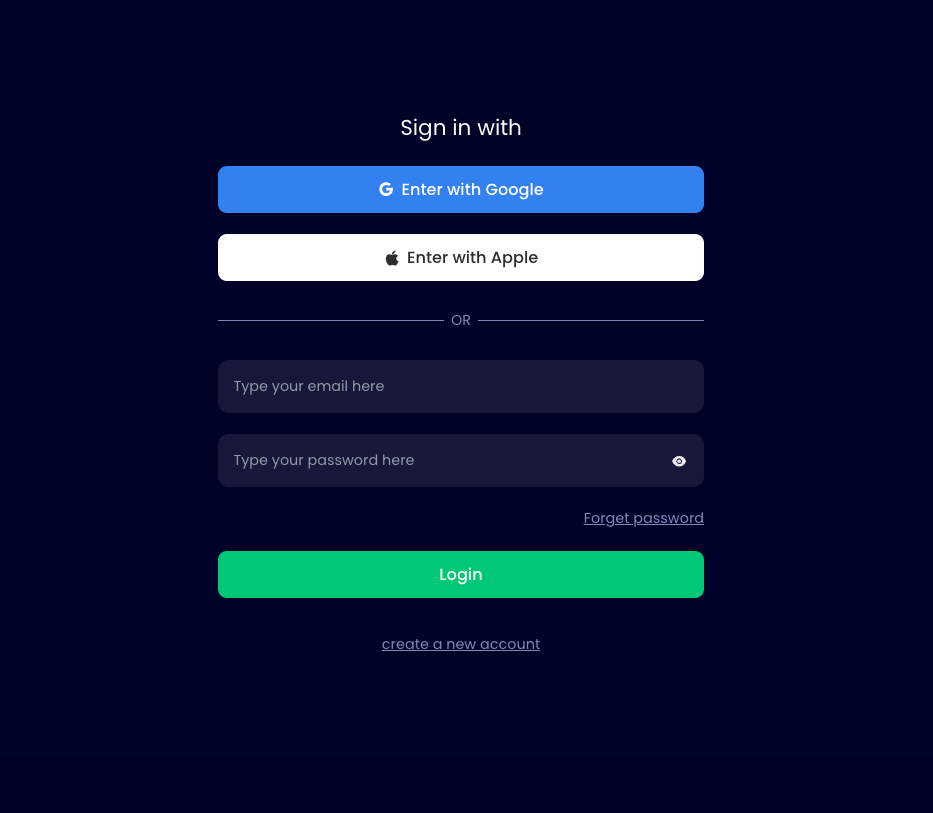 Sign in with
Enter with Google
Enter with Apple
OR
Type your email here
Type your password here
Forget password
Login
create a new account